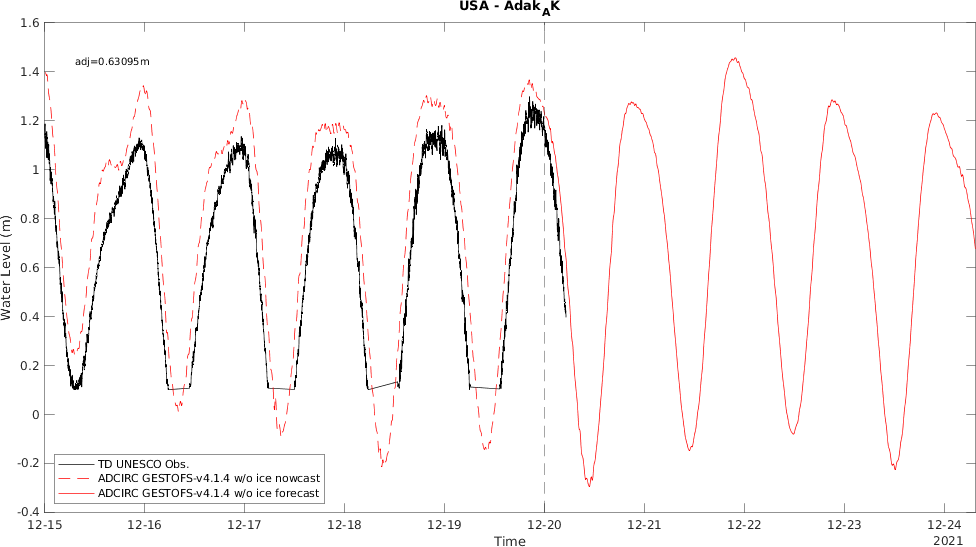 USA - Adak_AK
1.6
1.4
1.2
1
0.8
0.6
0.4
0.2
0
-0.2
-0.4
Water Level (m)
adj=0.63095m
TD UNESCO Obs.
ADCIRC GESTOFS-v4.1.4 w/o ice nowcast
ADCIRC GESTOFS-v4.1.4 w/o ice forecast
12-15 12-16 12-17 12-18 12-19 12-20 12-21 12-22 12-23 12-24
Time
2021